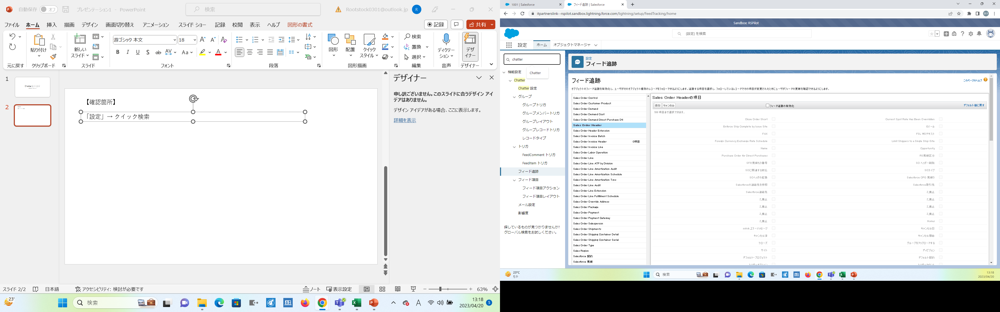 自動保存 オフ
プレゼンテーション1 - PowerPoint
検索
Rootstock0301@outlook.jp
R
ファイル ホーム 挿入 描画 デザイン 画面切り替え アニメーション スライド ショー 記録 校閲 表示 ヘルプ 図形の書式
記録
共有
貼り付け
新しい
スライド
游ゴシック 本文
18
B I U S ab AV Aa A
図形
配置
クイック
スタイル
検索
置換
選択
ディクテー
ション
デザ
イナー
元に戻す クリップボード スライド フォント 段落 図形描画 編集 音声 デザイナー
1
2
【確認箇所】
「設定」→ クイック検索
デザイナー
申し訳ございません。このスライドに合うデザイン アイ
デアはありません。
デザイン アイデアがある場合、ここに表示します。
詳細を表示
スライド 2/2 日本語 アクセシビリティ: 検討が必要です
ノート 表示設定 63%
検索
A
13:18
2023/04/20
5
1001 | Salesforce
フィード追跡 | Salesforce
itpartnerslink--rspilot.sandbox.lightning.force.com/lightning/setup/FeedTracking/home
Sandbox: RSPilot
[設定] を検索
設定 ホーム オブジェクトマネージャ
chatter
Chatter
機能設定
Chatter
Chatter 設定
グループ
グループトリガ
グループメンバートリガ
グループレイアウト
グループレコードトリガ
レコードタイプ
トリガ
FeedComment トリガ
FeedItem トリガ
フィード追跡
フィード項目
フィード項目アクション
フィード項目レイアウト
メール設定
影響度
探しているものが見つかりませんか?
グローバル検索をお試しください。
設定
フィード追跡
フィード追跡
このページのヘルプ
オブジェクトのフィード追跡を有効化し、ユーザがそのオブジェクト種別のレコードをフォローできるようにします。追跡する項目を選択し、フォローしているレコードでその項目が変更されたときにユーザがフィードの更新を確認できるようにします。
Sales Order Control
Sales Order Customer Product
Sales Order Demand
Sales Order Demand Cost
Sales Order Demand Direct Purchase Dtl
Sales Order Header
Sales Order Header Extension
Sales Order Invoice Batch
Sales Order Invoice Header 0項目
Sales Order Invoice Line
Sales Order Labor Operation
Sales Order Line
Sales Order Line ATP by Division
Sales Order Line Amortization Audit
Sales Order Line Amortization Schedule
Sales Order Line Amortization Txns
Sales Order Line Audit
Sales Order Line Extension
Sales Order Line Fulfillment Schedule
Sales Order Override Address
Sales Order Package
Sales Order Payment
Sales Order Payment Gateway
Sales Order Salesperson
Sales Order Shipments
Sales Order Shipping Container Detail
Sales Order Shipping Container Serial
Sales Order Type
Sales Region
Salesforce 契約
Salesforce 見積
Sales Order Headerの項目
保存 キャンセル
フィード追跡の有効化
デフォルト値に戻す
20 項目まで選択できます。
Close Order Short Current Spot Rate Has Been Overridden
Enforce Ship Complete by Issue Site Eメール
FAX FSL WOテキスト
Foreign Currency Exchange Rate Schedule Limit Shippers to a Single Ship-Site
Name Opportunity
Purchase Order for Direct Purchases RS見積区分
SFの見積もり番号 SO ヘッダー削除
SOに関連する前払 SOタイプ
SOヘッダの拡張 Salesforce CPQ 見積り
Salesforceの連絡先を参照 Salesforce取引先
Salesforce連絡先 Z_廃止
Z_廃止 Z_廃止
Z_廃止 Z_廃止
Z_廃止 Z_廃止
Z_廃止 fromui
sohdr_エラーメッセージ キャンセル日
キャンセル済 キャンセル理由
クローズ グループをアップロードする
サイト ディビジョン
デフォルト・プロジェクト デフォルト契約
23°C
もや
検索
13:18
2023/04/20